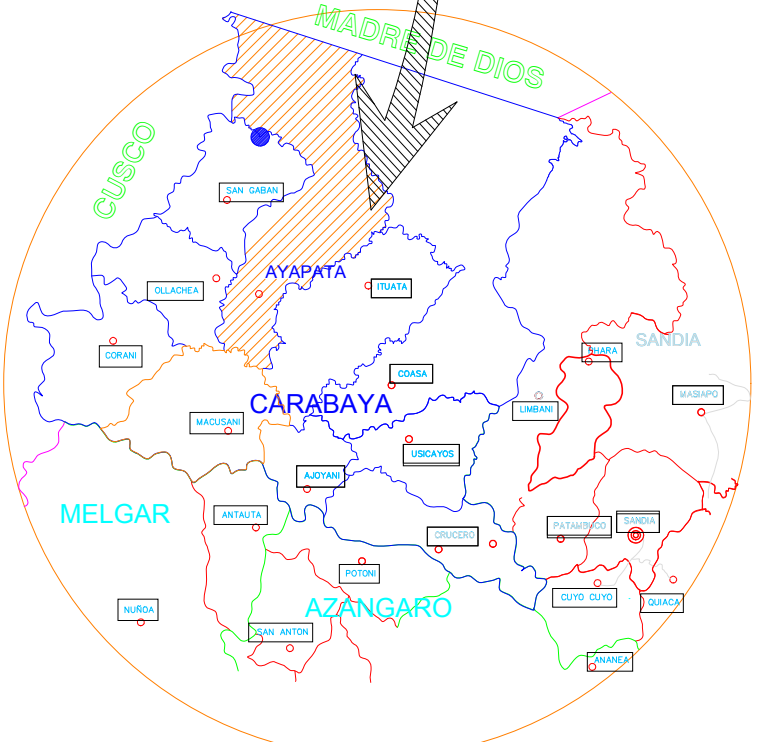 MADRE DE DIOS
CUSCO
SAN GABAN
AYAPATA
OLLACHEA
ITUATA
SANDIA
CORANI
COASA
MASIAPO
CARABAYA
LIMBANI
MACUSANI
USICAYOS
AJOYANI
MELGAR
ANTAUTA
PATAMBUCO
SANDIA
CRUCERO
POTONI
CUYO CUYO
QUIACA
NUÑOA
AZANGARO
SAN ANTON
ANANEA